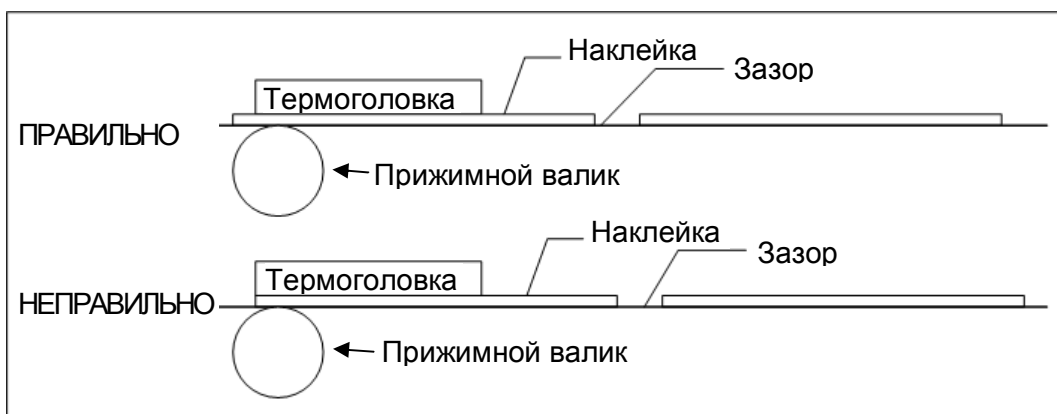 Наклейка
Зазор
Термоголовка
ПРАВИЛЬНО
Прижимной валик
Наклейка
Зазор
Термоголовка
НЕПРАВИЛЬНО
Прижимной валик